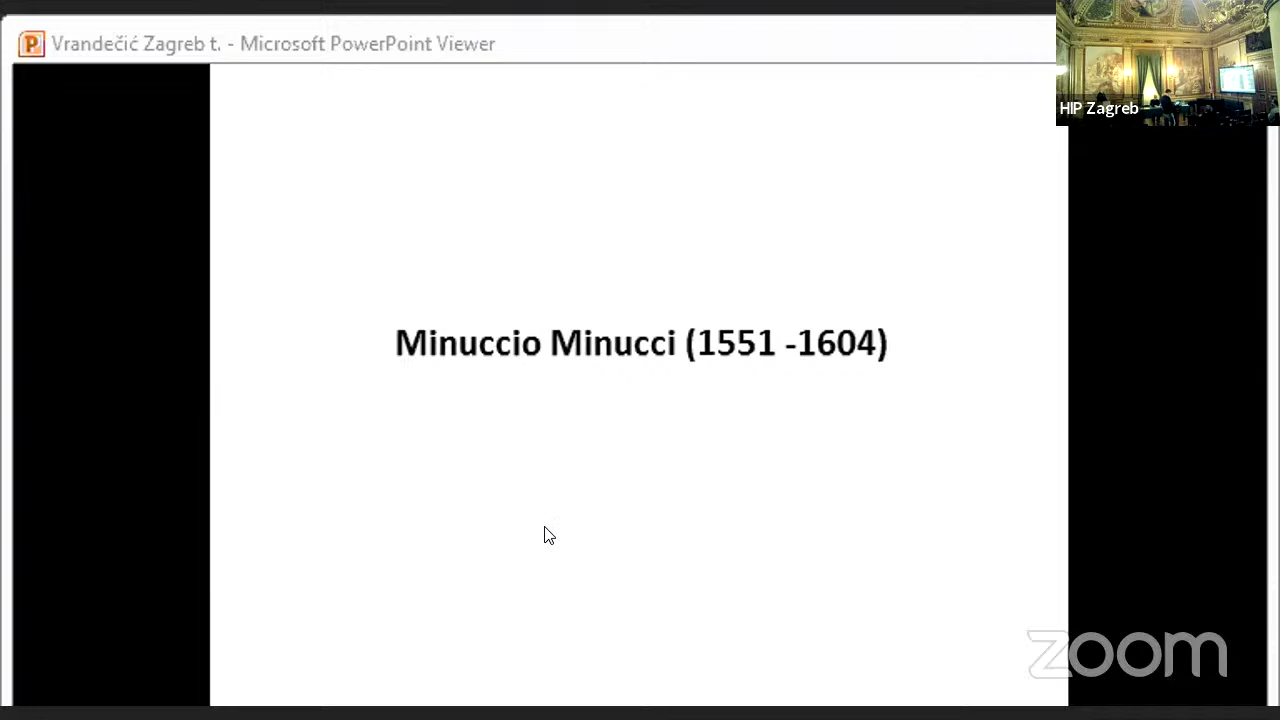 Vrandečić Zagreb t. - Microsoft PowerPoint Viewer
HIP Zagreb
Minuccio Minucci (1551 -1604)
zoom